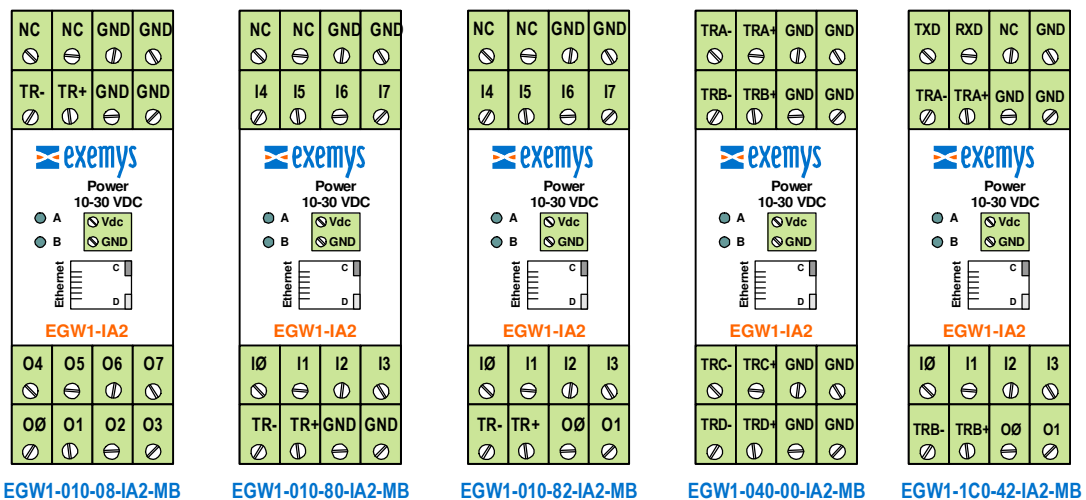 NC NC GND GND
TR- TR+ GND GND
exemys
Power
10-30 VDC
A
Vdc
B
GND
Ethernet
C
D
EGW1-IA2
O4 O5 O6 O7
OØ O1 O2 O3
EGW1-010-08-IA2-MB
NC NC GND GND
I4 I5 I6 I7
exemys
Power
10-30 VDC
A
Vdc
B
GND
Ethernet
C
D
EGW1-IA2
IØ I1 I2 I3
TR- TR+ GND GND
EGW1-010-80-IA2-MB
NC NC GND GND
I4 I5 I6 I7
exemys
Power
10-30 VDC
A
Vdc
B
GND
Ethernet
C
D
EGW1-IA2
IØ I1 I2 I3
TR- TR+ OØ O1
EGW1-010-82-IA2-MB
TRA- TRA+ GND GND
TRB- TRB+ GND GND
exemys
Power
10-30 VDC
A
Vdc
B
GND
Ethernet
C
D
EGW1-IA2
TRC- TRC+ GND GND
TRD- TRD+ GND GND
EGW1-040-00-IA2-MB
TXD RXD NC GND
TRA- TRA+ GND GND
exemys
Power
10-30 VDC
A
Vdc
B
GND
Ethernet
C
D
EGW1-IA2
IØ I1 I2 I3
TRB- TRB+ OØ O1
EGW1-1C0-42-IA2-MB